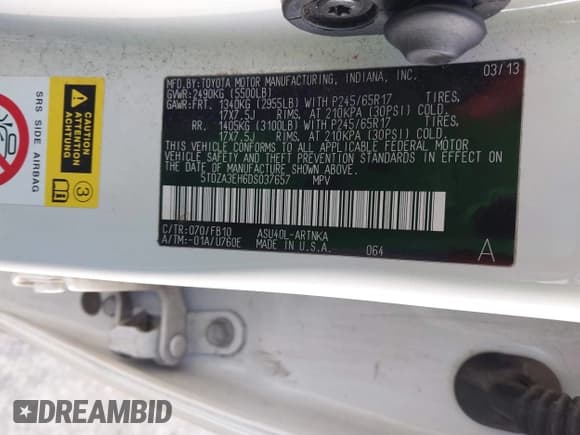 MFD. BY: TOYOTA MOTOR MANUFACTURING, INDIANA, INC. 03/13
GVWR: 2490KG (5500LB)
GAWR: FRT. 1340KG (2955LB) WITH P245/65R17 TIRES,
17X7.5J RIMS, AT 210KPA (30PSI) COLD.
RR. 1405KG (3100LB) WITH P245/65R17 TIRES,
17X7.5J RIMS, AT 210KPA (30PSI) COLD.
THIS VEHICLE CONFORMS TO ALL APPLICABLE FEDERAL MOTOR
VEHICLE SAFETY STANDARDS IN EFFECT ON THE DATE OF
MANUFACTURE SHOWN ABOVE.
5TDZA3EH6DS037657 MPV
C/TR: 070/FB10 ASU40L-ARTNKA
A/TM: -01A/U760E MADE IN U.S.A. 064 A
SRS SIDE AIRBAG
CAUTION
ATTENTION
ACHTUNG
3
DREAMBID